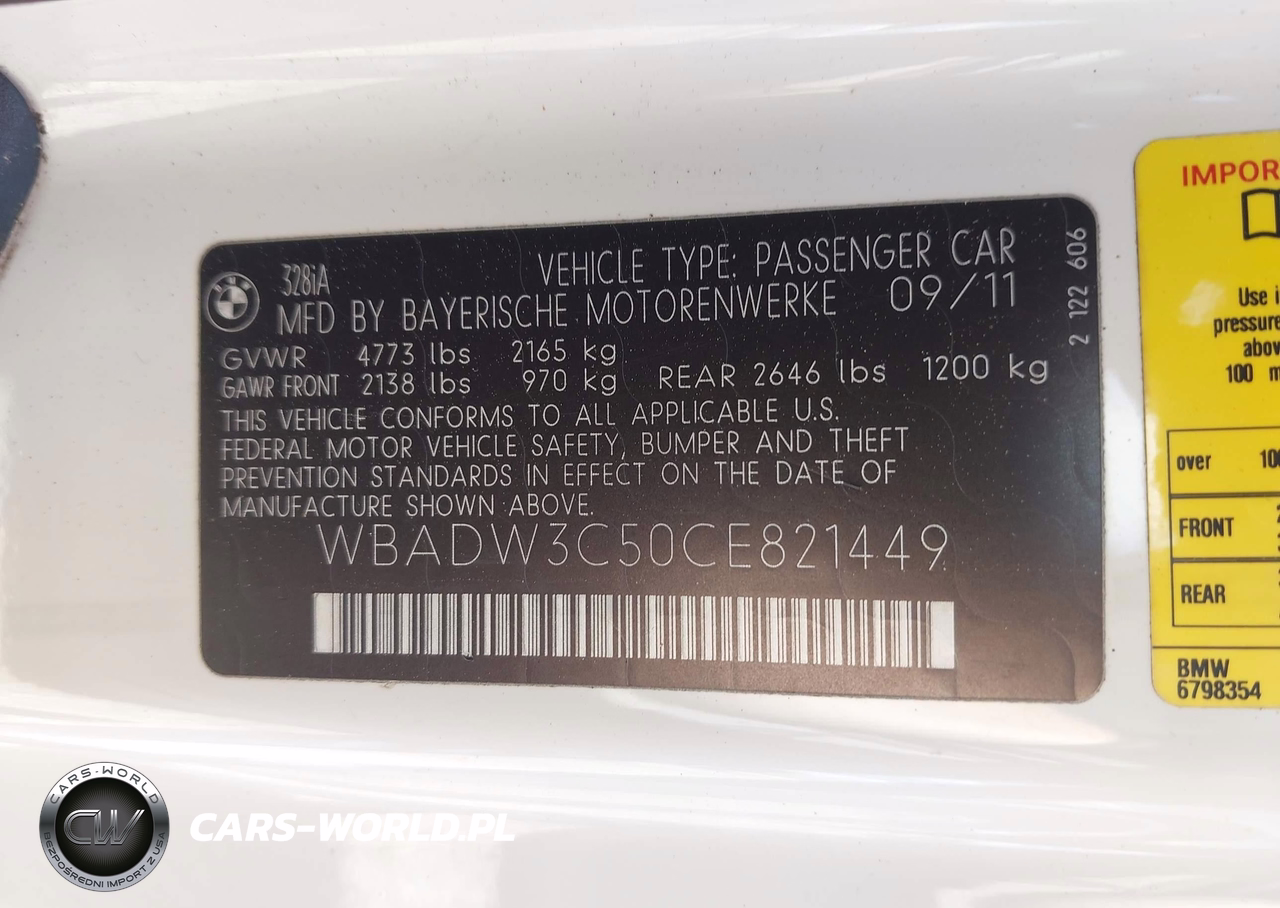 328iA VEHICLE TYPE: PASSENGER CAR
MFD BY BAYERISCHE MOTORENWERKE 09/11
GVWR 4773 lbs 2165 kg
GAWR FRONT 2138 lbs 970 kg REAR 2646 lbs 1200 kg
THIS VEHICLE CONFORMS TO ALL APPLICABLE U.S.
FEDERAL MOTOR VEHICLE SAFETY, BUMPER AND THEFT
PREVENTION STANDARDS IN EFFECT ON THE DATE OF
MANUFACTURE SHOWN ABOVE.
WBADW3C50CE821449
2 122 606
IMPOR
Use i
pressure
abov
100 m
over 100
FRONT
REAR
BMW
6798354
CARS-WORLD
CW
BEZPOŚREDNI IMPORT Z USA
CARS-WORLD.PL